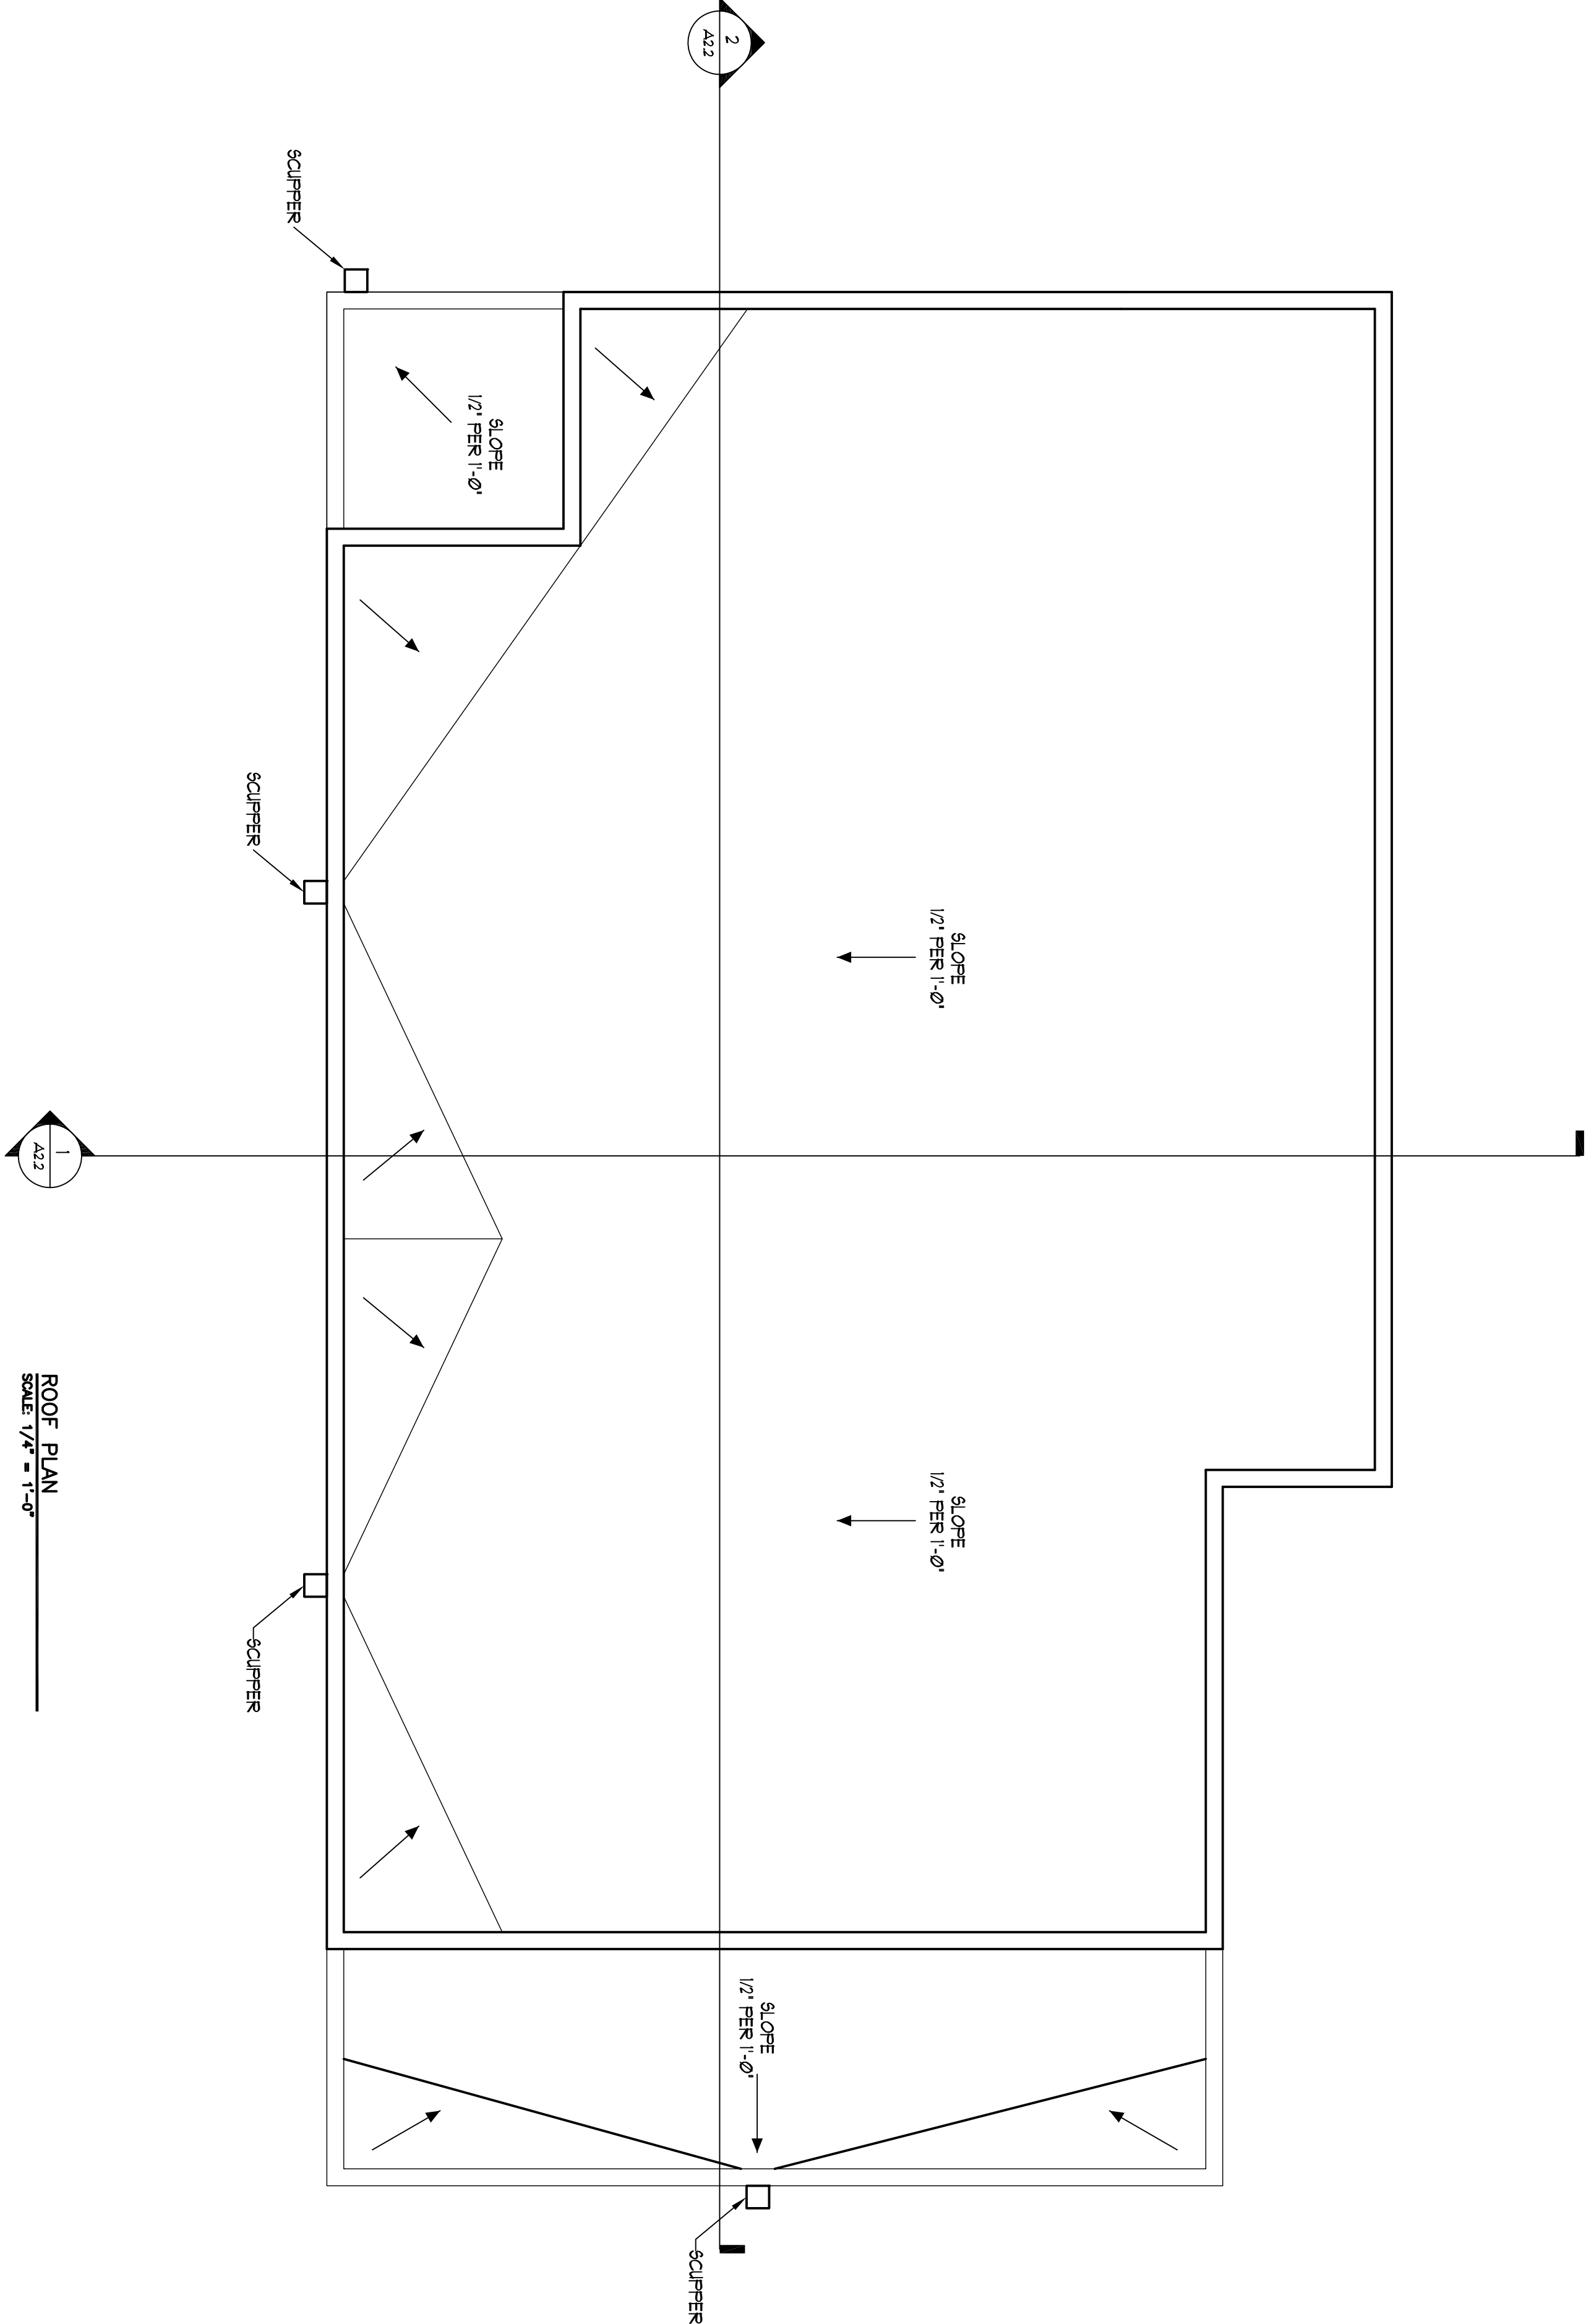 2
A2.2
SCUPPER
SLOPE
1/2" PER 1'-0"
SCUPPER
SLOPE
1/2" PER 1'-0"
1
A2.2
SLOPE
1/2" PER 1'-0"
SCUPPER
SLOPE
1/2" PER 1'-0"
SCUPPER
ROOF PLAN
SCALE: 1/4" = 1'-0"